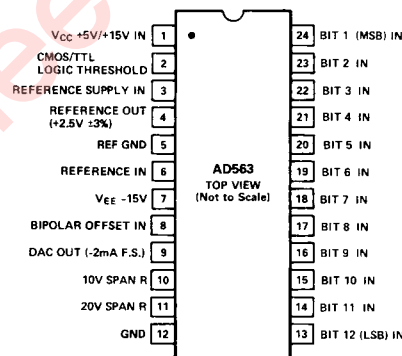 VCC +5V/+15V IN 1
CMOS/TTL
LOGIC THRESHOLD 2
REFERENCE SUPPLY IN 3
REFERENCE OUT
(+2.5V ±3%) 4
REF GND 5
REFERENCE IN 6
VEE -15V 7
BIPOLAR OFFSET IN 8
DAC OUT (-2mA F.S.) 9
10V SPAN R 10
20V SPAN R 11
GND 12
AD563
TOP VIEW
(Not to Scale)
24 BIT 1 (MSB) IN
23 BIT 2 IN
22 BIT 3 IN
21 BIT 4 IN
20 BIT 5 IN
19 BIT 6 IN
18 BIT 7 IN
17 BIT 8 IN
16 BIT 9 IN
15 BIT 10 IN
14 BIT 11 IN
13 BIT 12 (LSB) IN